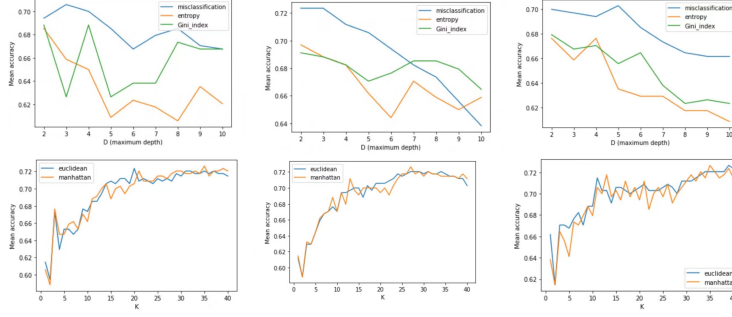 misclassification
entropy
Gini_index
0.70
0.68
0.66
0.64
0.62
Mean accuracy
2 3 4 5 6 7 8 9 10
D (maximum depth)
misclassification
entropy
Gini_index
0.72
0.70
0.68
0.66
0.64
Mean accuracy
2 3 4 5 6 7 8 9 10
D (maximum depth)
misclassification
entropy
Gini_index
0.70
0.68
0.66
0.64
0.62
Mean accuracy
2 3 4 5 6 7 8 9 10
D (maximum depth)
euclidean
manhattan
0.72
0.70
0.68
0.66
0.64
0.62
0.60
Mean accuracy
0 5 10 15 20 25 30 35 40
K
euclidean
manhattan
0.72
0.70
0.68
0.66
0.64
0.62
0.60
Mean accuracy
0 5 10 15 20 25 30 35 40
K
0.72
0.70
0.68
0.66
0.64
0.62
Mean accuracy
euclidean
manhattan
0 5 10 15 20 25 30 35 40
K